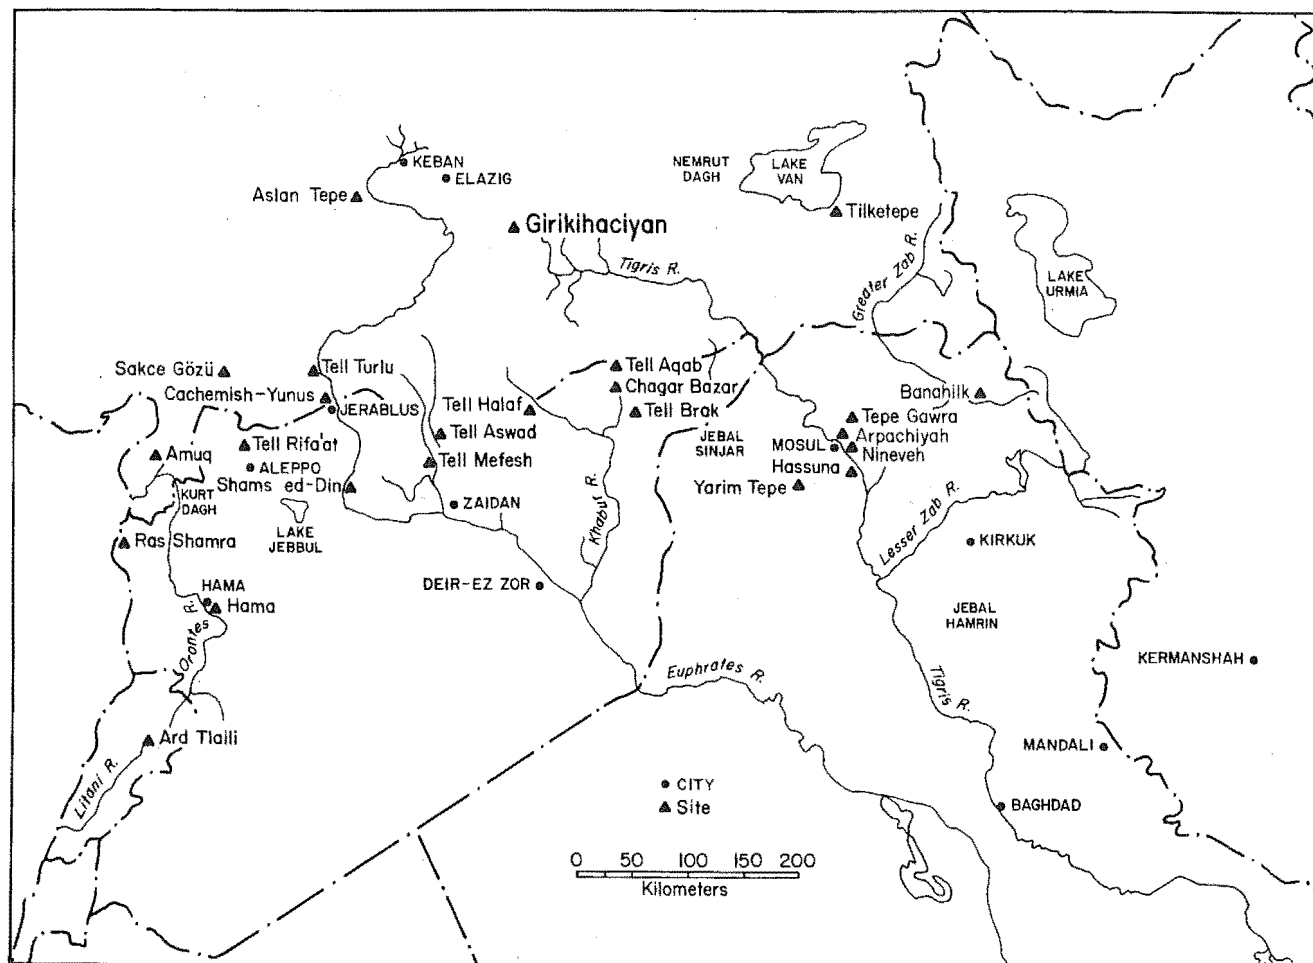 KEBAN
ELAZIG
Aslan Tepe
NEMRUT
DAGH
LAKE
VAN
Tilketepe
Girikihaciyan
Tigris R.
Greater Zab R.
LAKE
URMIA
Sakce Gözü
Tell Turlu
Tell Aqab
Cachemish-Yunus
JERABLUS
Chagar Bazar
Banahilk
Tell Halaf
Tell Brak
Tepe Gawra
Tell Aswad
JEBAL
SINJAR
Arpachiyah
MOSUL
Nineveh
Tell Rifa'at
Amuq
ALEPPO
Tell Mefesh
Hassuna
Yarim Tepe
Shams ed-Din
KURT
DAGH
ZAIDAN
Khabur R.
Lesser Zab R.
LAKE
JEBBUL
Ras Shamra
KIRKUK
HAMA
Hama
DEIR-EZ ZOR
JEBAL
HAMRIN
Orontes R.
Euphrates R.
Tigris R.
KERMANSHAH
Ard Tlaili
MANDALI
Litani R.
CITY
Site
BAGHDAD
0 50 100 150 200
Kilometers